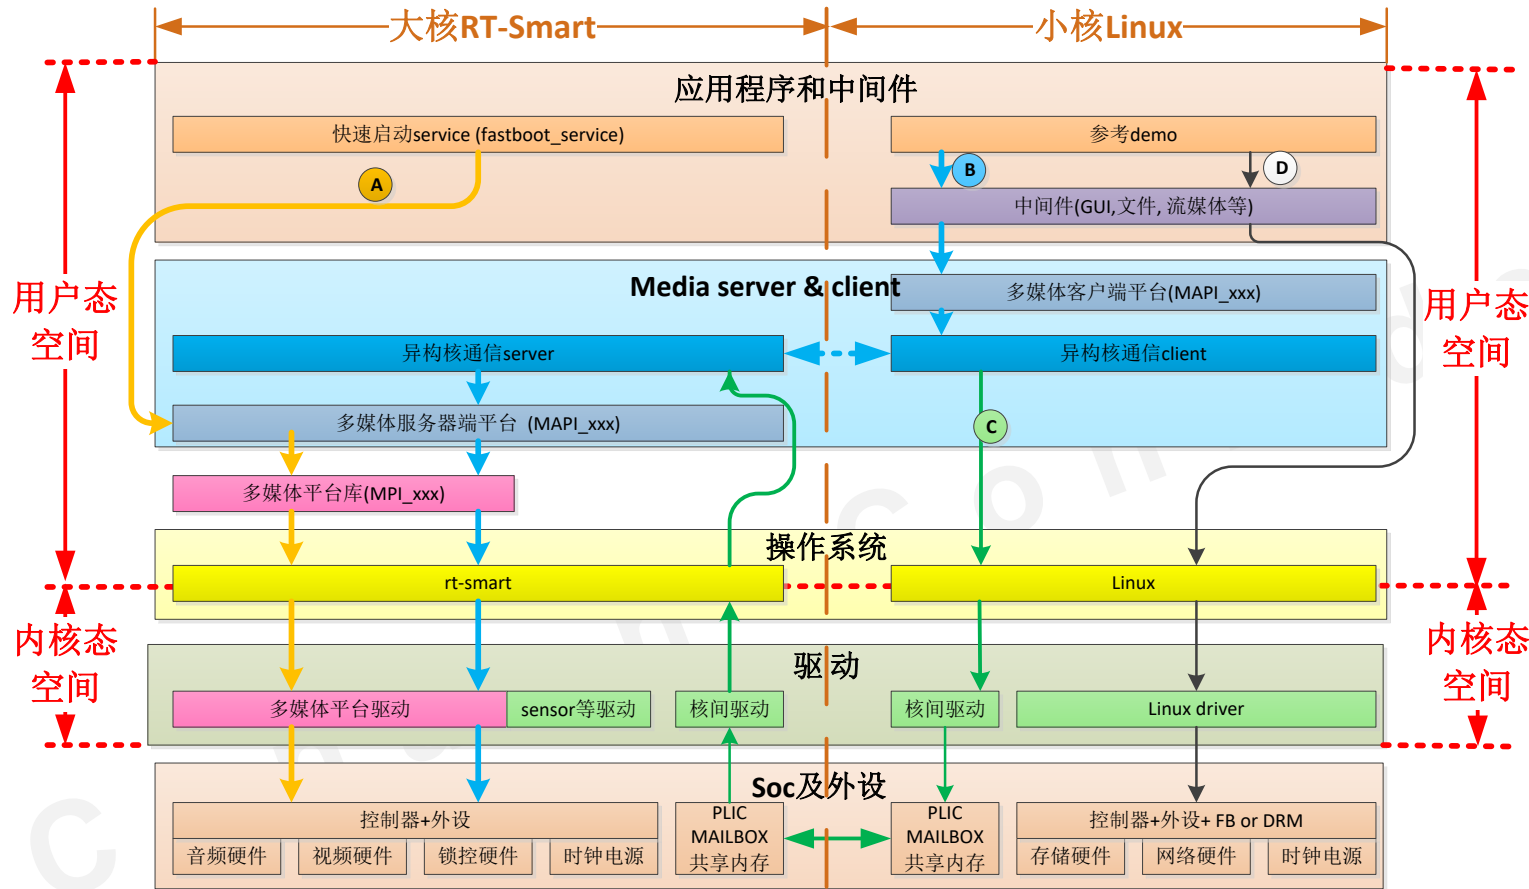 大核RT-Smart
小核Linux
应用程序和中间件
快速启动service (fastboot_service)
参考demo
A
B
D
中间件(GUI,文件, 流媒体等)
用户态
空间
用户态
空间
Media server & client
多媒体客户端平台(MAPI_xxx)
异构核通信server
异构核通信client
多媒体服务器端平台 (MAPI_xxx)
C
多媒体平台库(MPI_xxx)
操作系统
rt-smart
Linux
内核态
空间
内核态
空间
驱动
多媒体平台驱动
sensor等驱动
核间驱动
核间驱动
Linux driver
Soc及外设
控制器+外设
音频硬件
视频硬件
锁控硬件
时钟电源
PLIC
MAILBOX
共享内存
PLIC
MAILBOX
共享内存
控制器+外设+ FB or DRM
存储硬件
网络硬件
时钟电源